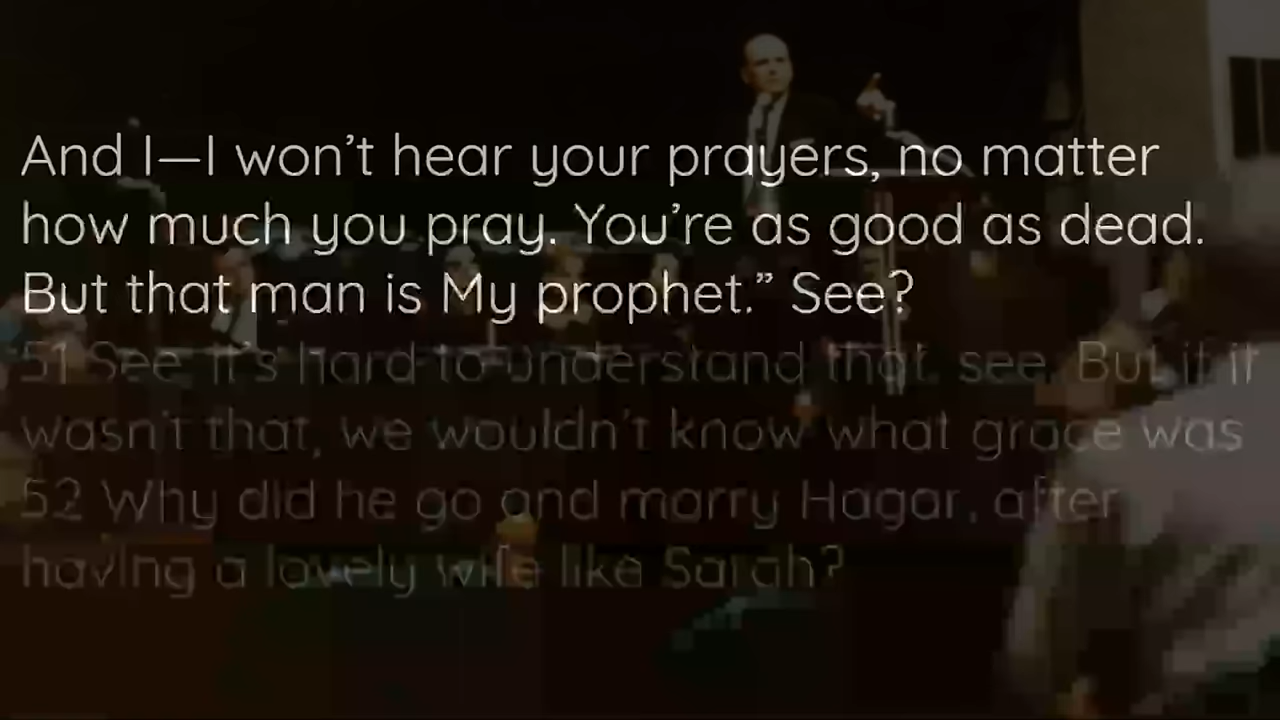 And I—I won’t hear your prayers, no matter
how much you pray. You’re as good as dead.
But that man is My prophet.” See?
51 See, it’s hard to understand that, see. But if it
wasn’t that, we wouldn’t know what grace was
52 Why did he go and marry Hagar, after
having a lovely wife like Sarah?